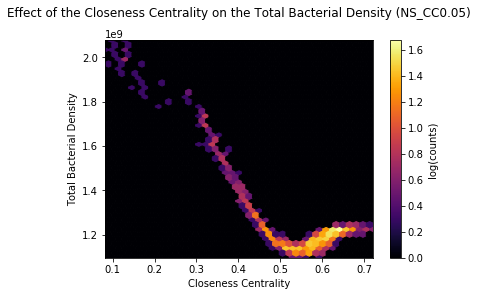 Effect of the Closeness Centrality on the Total Bacterial Density (NS_CC0.05)
1e9
2.0
1.8
1.6
1.4
1.2
Total Bacterial Density
0.1 0.2 0.3 0.4 0.5 0.6 0.7
Closeness Centrality
1.6
1.4
1.2
1.0
0.8
0.6
0.4
0.2
0.0
log(counts)